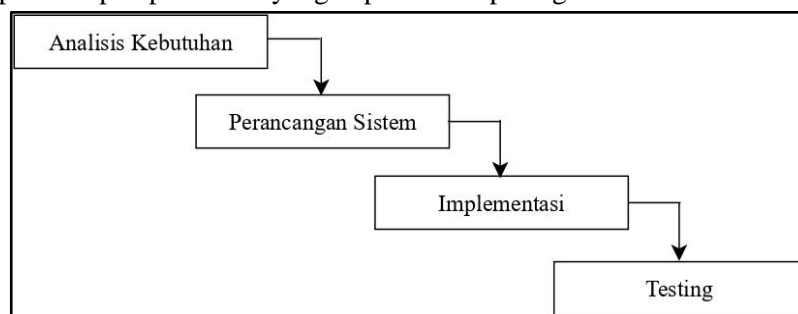 Analisis Kebutuhan
Perancangan Sistem
Implementasi
Testing